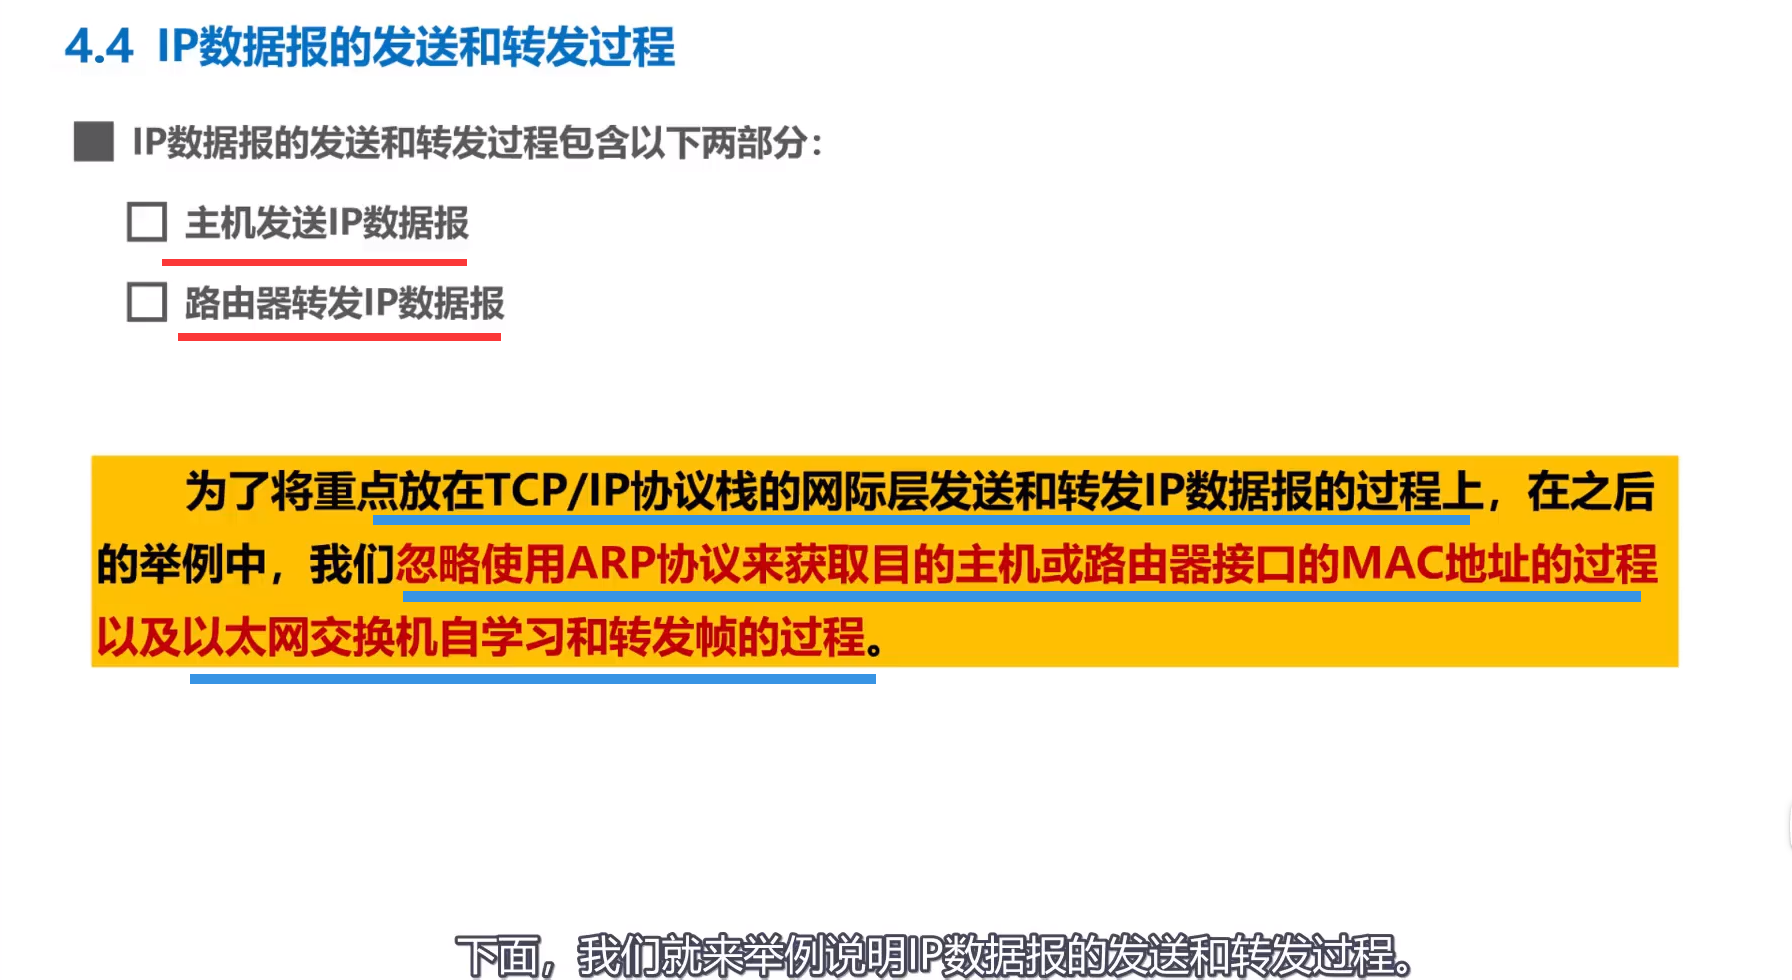 4.4 IP数据报的发送和转发过程
IP数据报的发送和转发过程包含以下两部分：
主机发送IP数据报
路由器转发IP数据报
为了将重点放在TCP/IP协议栈的网际层发送和转发IP数据报的过程上，在之后
的举例中，我们忽略使用ARP协议来获取目的主机或路由器接口的MAC地址的过程
以及以太网交换机自学习和转发帧的过程。
下面，我们就来举例说明IP数据报的发送和转发过程。